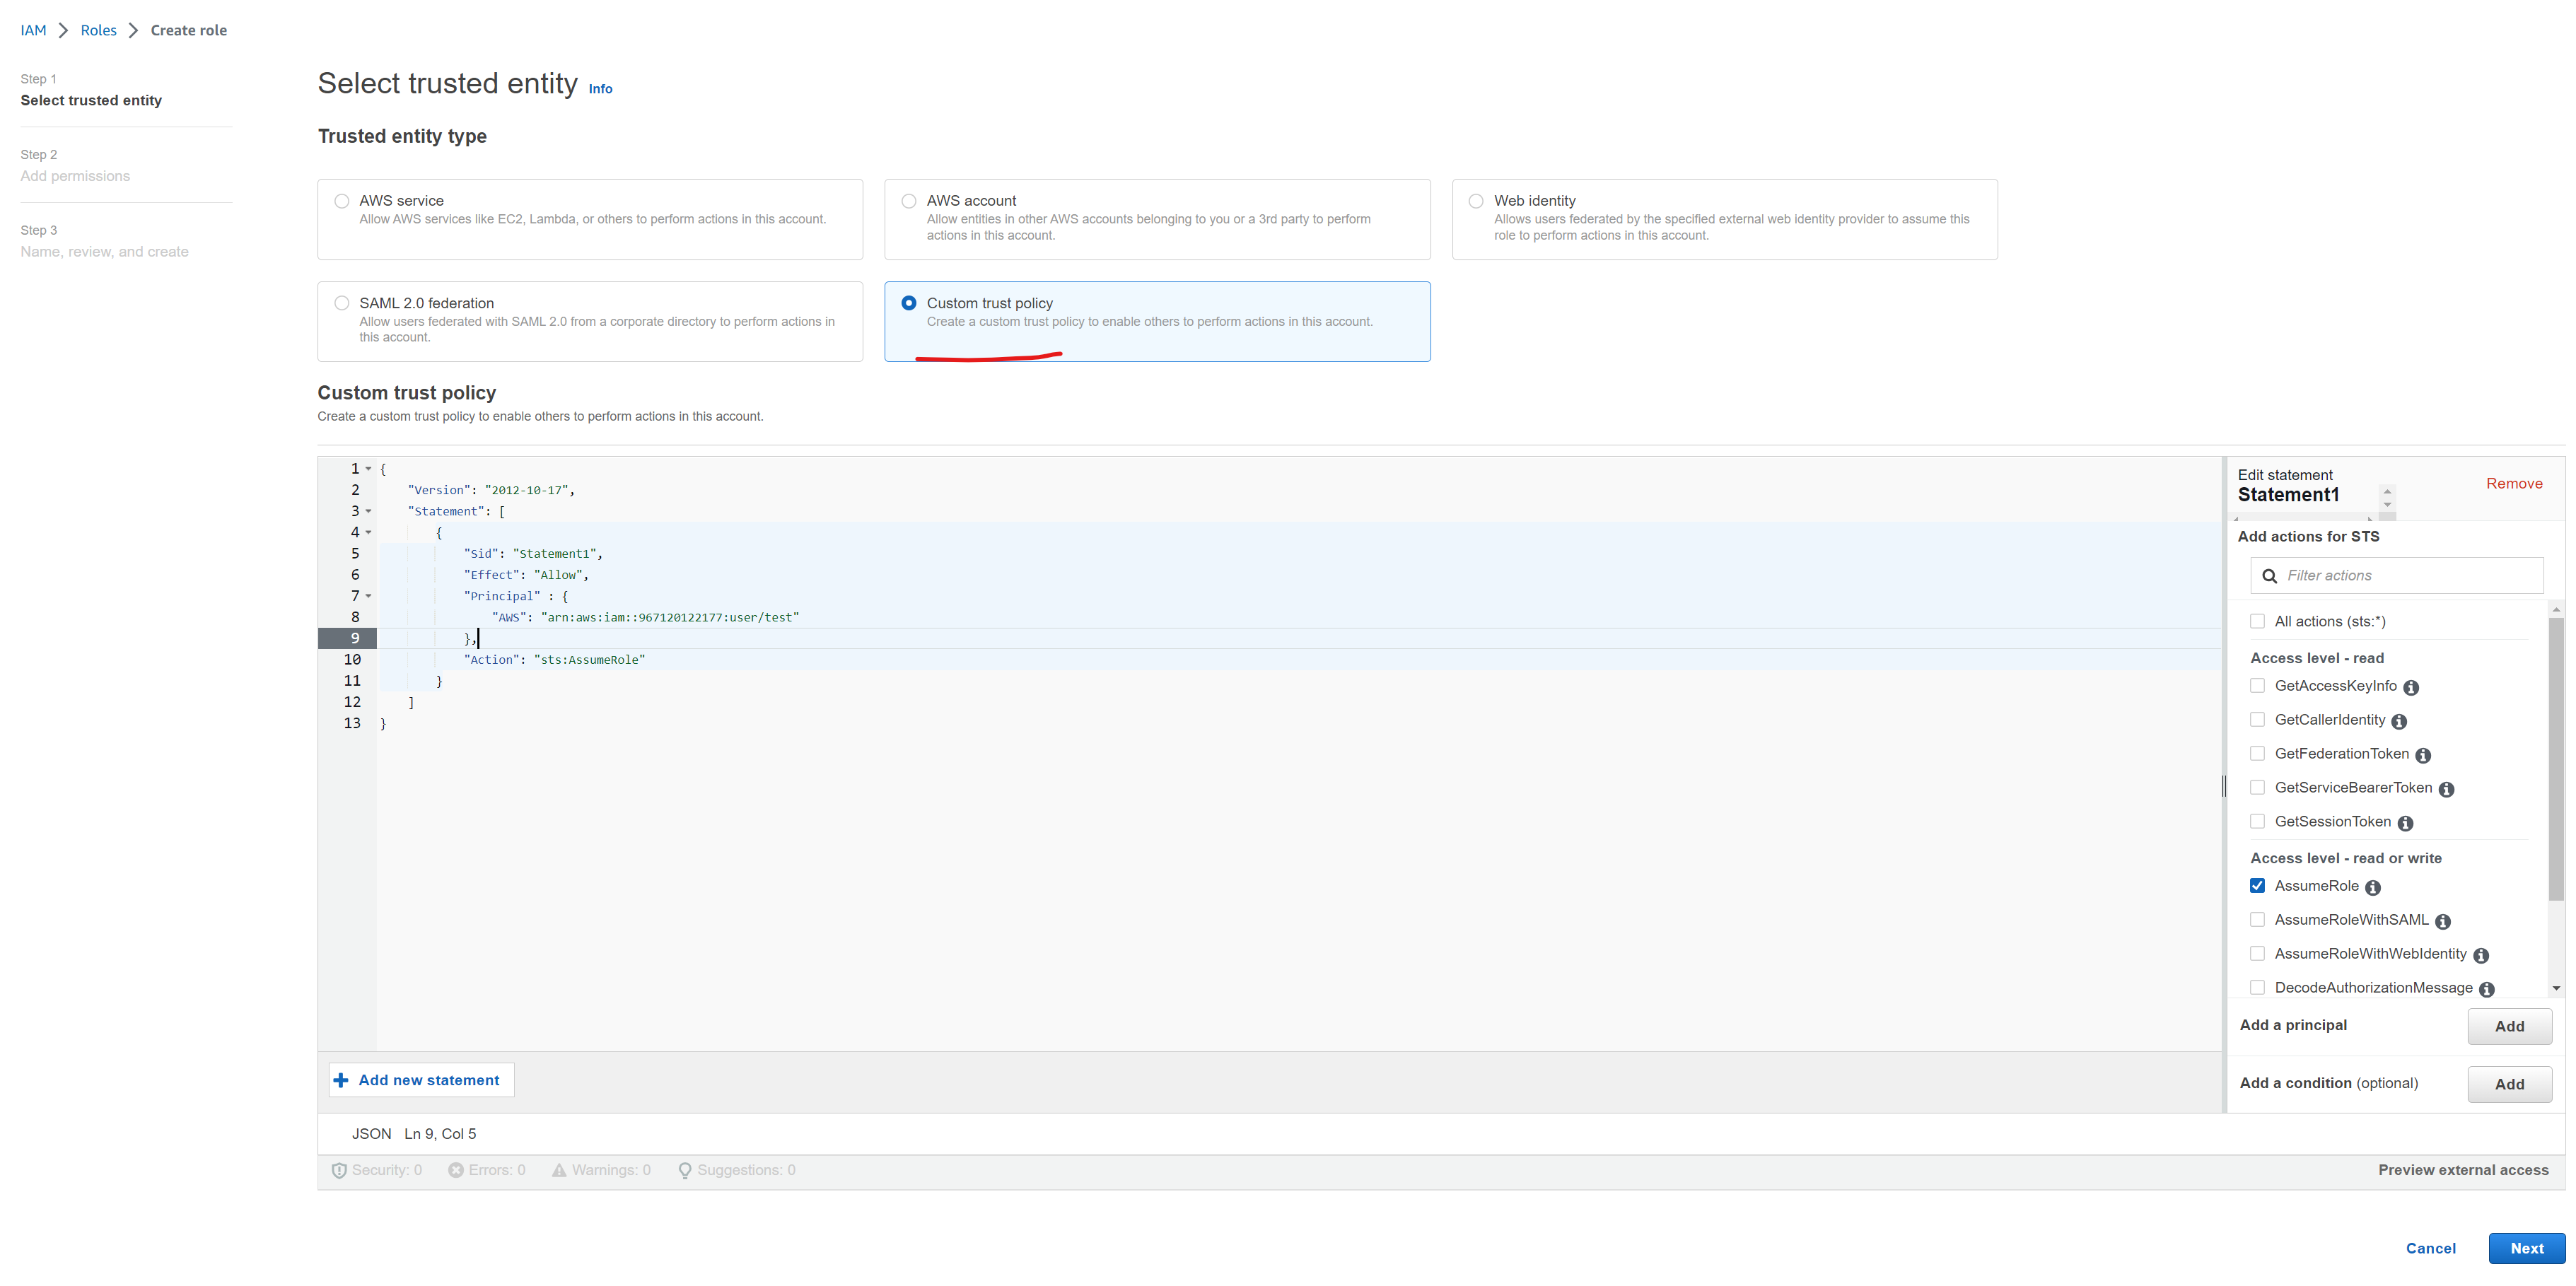 IAM > Roles > Create role
Step 1
Select trusted entity
Step 2
Add permissions
Step 3
Name, review, and create
Select trusted entity Info
Trusted entity type
AWS service
Allow AWS services like EC2, Lambda, or others to perform actions in this account.
AWS account
Allow entities in other AWS accounts belonging to you or a 3rd party to perform
actions in this account.
Web identity
Allows users federated by the specified external web identity provider to assume this
role to perform actions in this account.
SAML 2.0 federation
Allow users federated with SAML 2.0 from a corporate directory to perform actions in
this account.
Custom trust policy
Create a custom trust policy to enable others to perform actions in this account.
Custom trust policy
Create a custom trust policy to enable others to perform actions in this account.
1 {
2 "Version": "2012-10-17",
3 "Statement": [
4 {
5 "Sid": "Statement1",
6 "Effect": "Allow",
7 "Principal" : {
8 "AWS": "arn:aws:iam::967120122177:user/test"
9 },
10 "Action": "sts:AssumeRole"
11 }
12 ]
13 }
Add new statement
JSON Ln 9, Col 5
Security: 0 Errors: 0 Warnings: 0 Suggestions: 0
Preview external access
Edit statement
Statement1
Remove
Add actions for STS
Filter actions
All actions (sts:*)
Access level - read
GetAccessKeyInfo
GetCallerIdentity
GetFederationToken
GetServiceBearerToken
GetSessionToken
Access level - read or write
AssumeRole
AssumeRoleWithSAML
AssumeRoleWithWebIdentity
DecodeAuthorizationMessage
Add a principal Add
Add a condition (optional) Add
Cancel Next